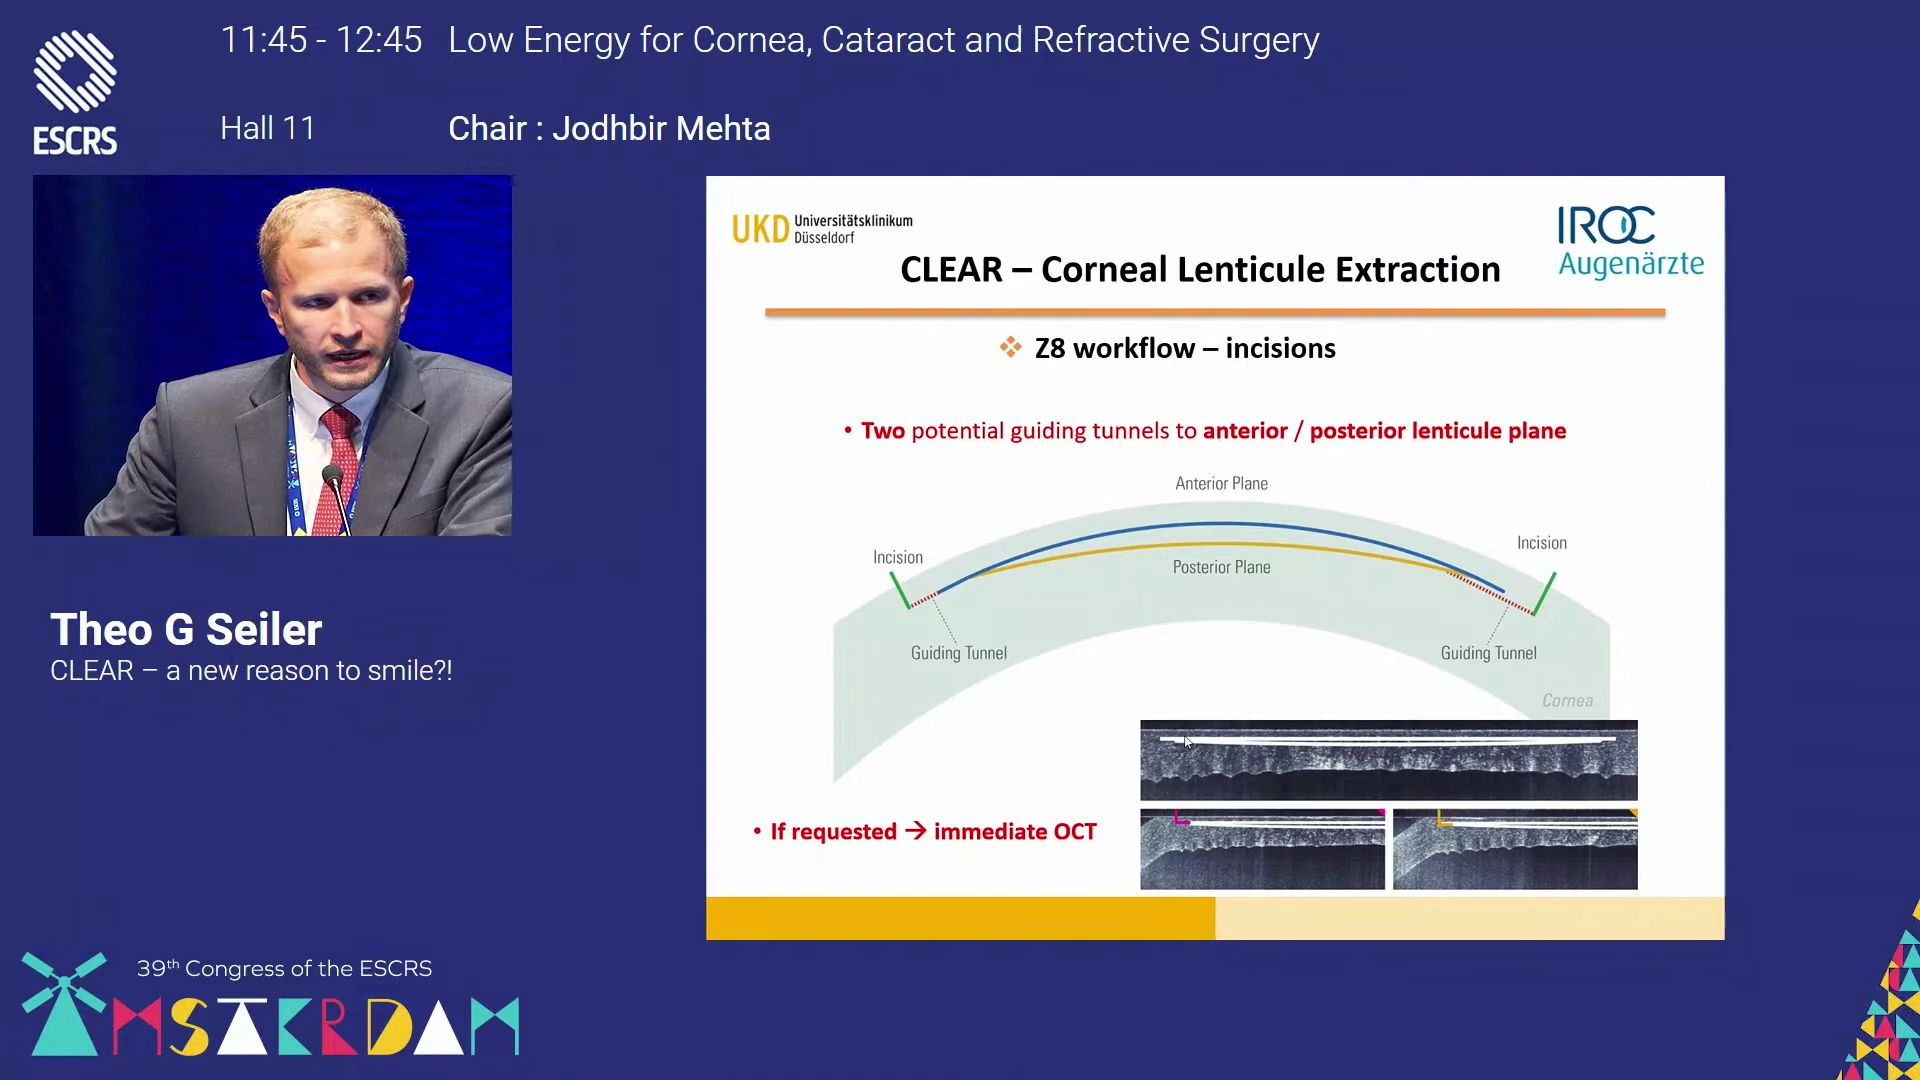 ESCRS
11:45 - 12:45 Low Energy for Cornea, Cataract and Refractive Surgery
Hall 11 Chair : Jodhbir Mehta
UKD Universitätsklinikum
Düsseldorf
IROC
Augenärzte
CLEAR – Corneal Lenticule Extraction
❖ Z8 workflow – incisions
• Two potential guiding tunnels to anterior / posterior lenticule plane
Anterior Plane
Incision
Incision
Posterior Plane
Guiding Tunnel
Guiding Tunnel
Cornea
• If requested → immediate OCT
Theo G Seiler
CLEAR – a new reason to smile?!
39th Congress of the ESCRS
AMSTERDAM